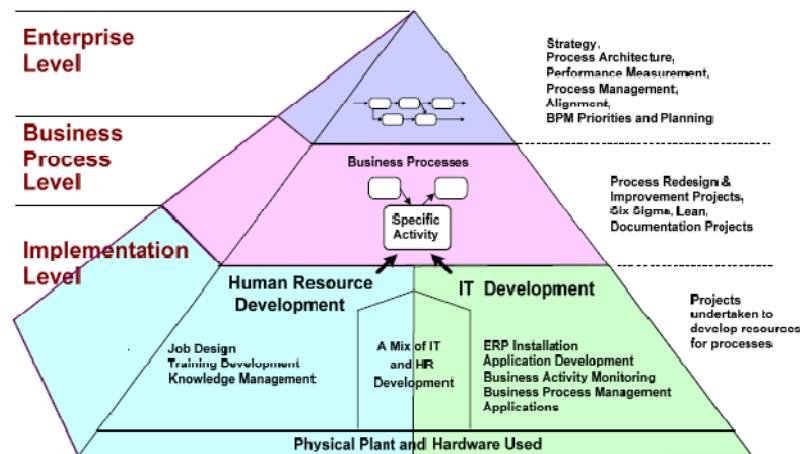 Enterprise
Level
Strategy,
Process Architecture,
Performance Measurement,
Process Management,
Alignment,
BPM Priorities and Planning
Business
Process
Level
Business Processes
Specific
Activity
Process Redesign &
Improvement Projects,
Six Sigma, Lean,
Documentation Projects
Implementation
Level
Human Resource
Development
IT Development
Projects
undertaken to
develop resources
for processes
Job Design
Training Development
Knowledge Management
A Mix of IT
and HR
Development
ERP Installation
Application Development
Business Activity Monitoring
Business Process Management
Applications
Physical Plant and Hardware Used